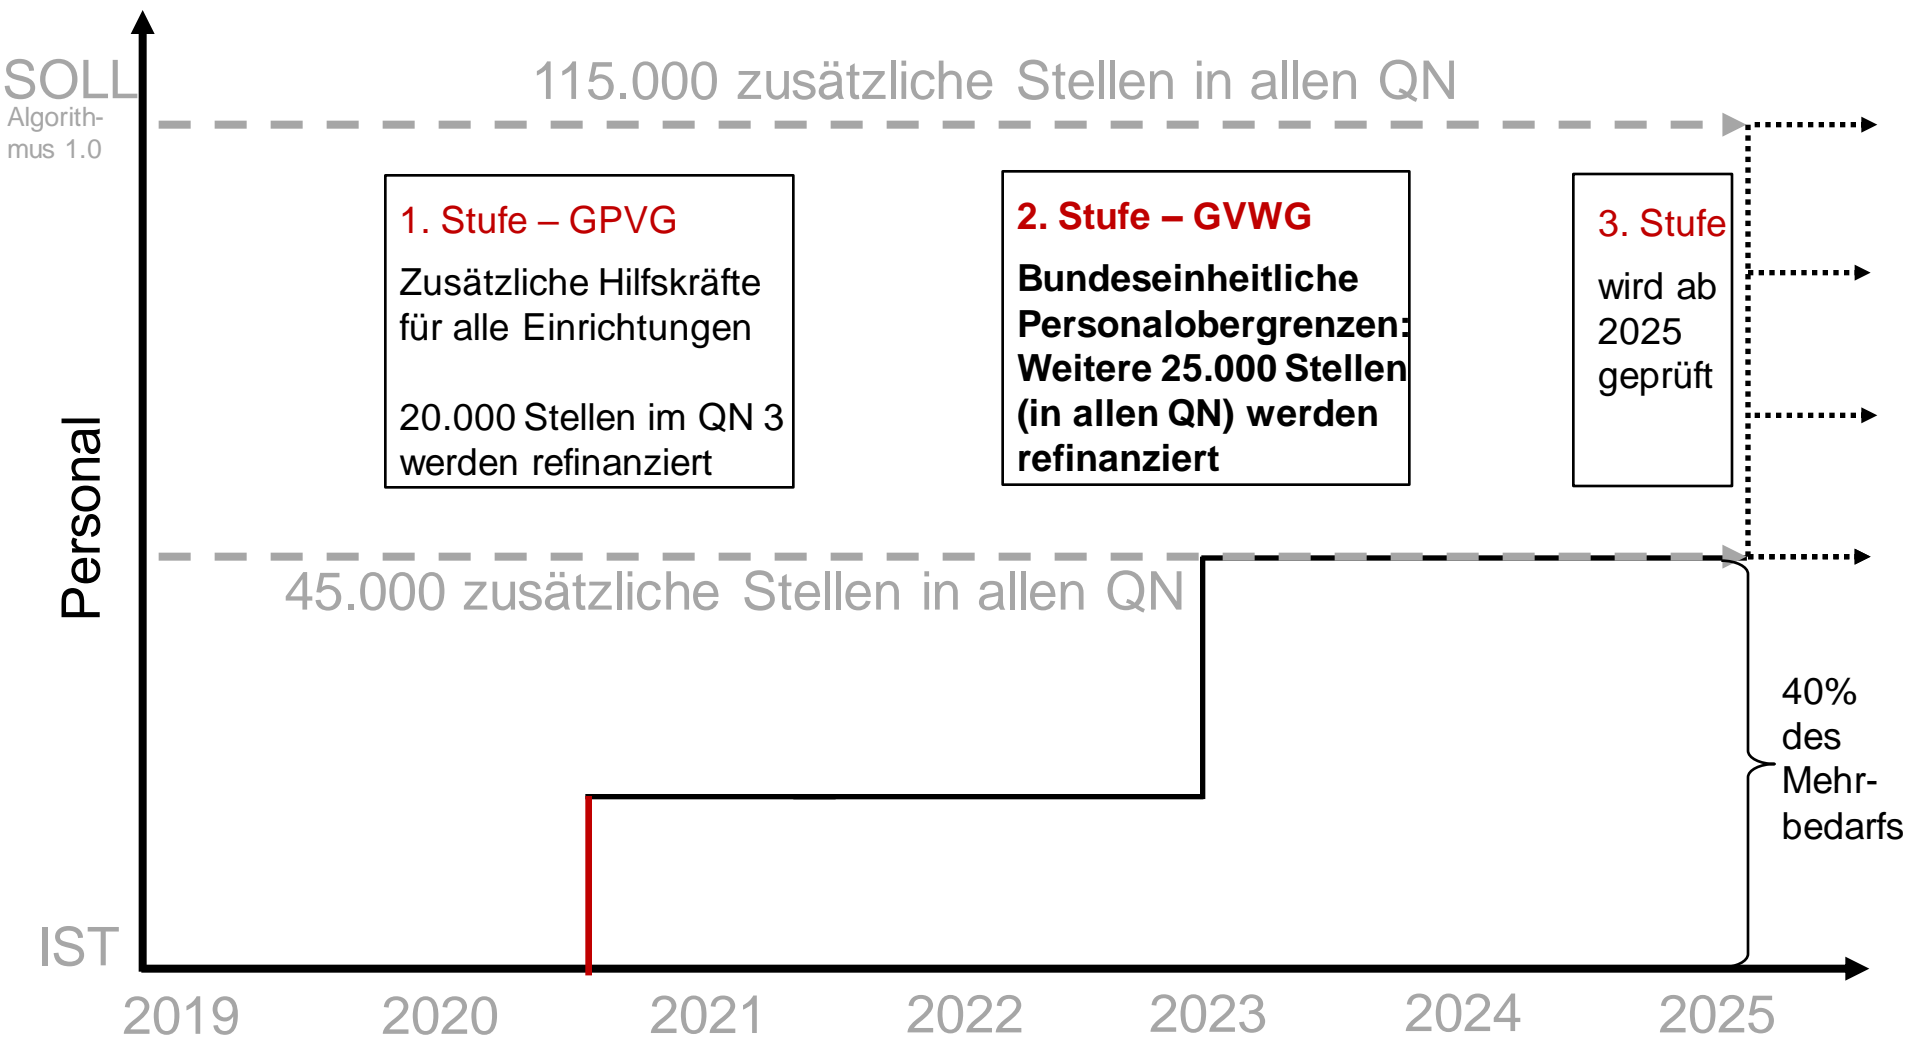 SOLL
Algorith-
mus 1.0
115.000 zusätzliche Stellen in allen QN
1. Stufe – GPVG
Zusätzliche Hilfskräfte
für alle Einrichtungen
20.000 Stellen im QN 3
werden refinanziert
2. Stufe – GVWG
Bundeseinheitliche
Personalobergrenzen:
Weitere 25.000 Stellen
(in allen QN) werden
refinanziert
3. Stufe
wird ab
2025
geprüft
Personal
45.000 zusätzliche Stellen in allen QN
40%
des
Mehr-
bedarfs
IST
2019 2020 2021 2022 2023 2024 2025